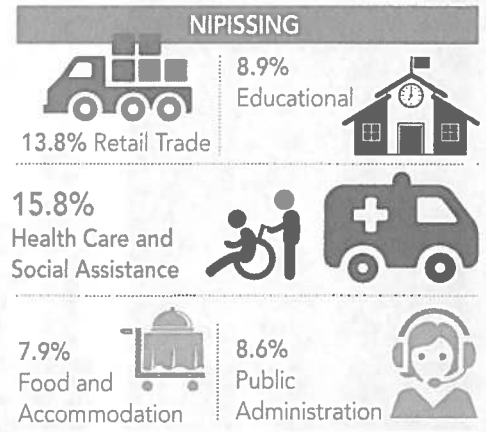 NIPISSING
13.8% Retail Trade
8.9%
Educational
15.8%
Health Care and
Social Assistance
7.9%
Food and
Accommodation
8.6%
Public
Administration